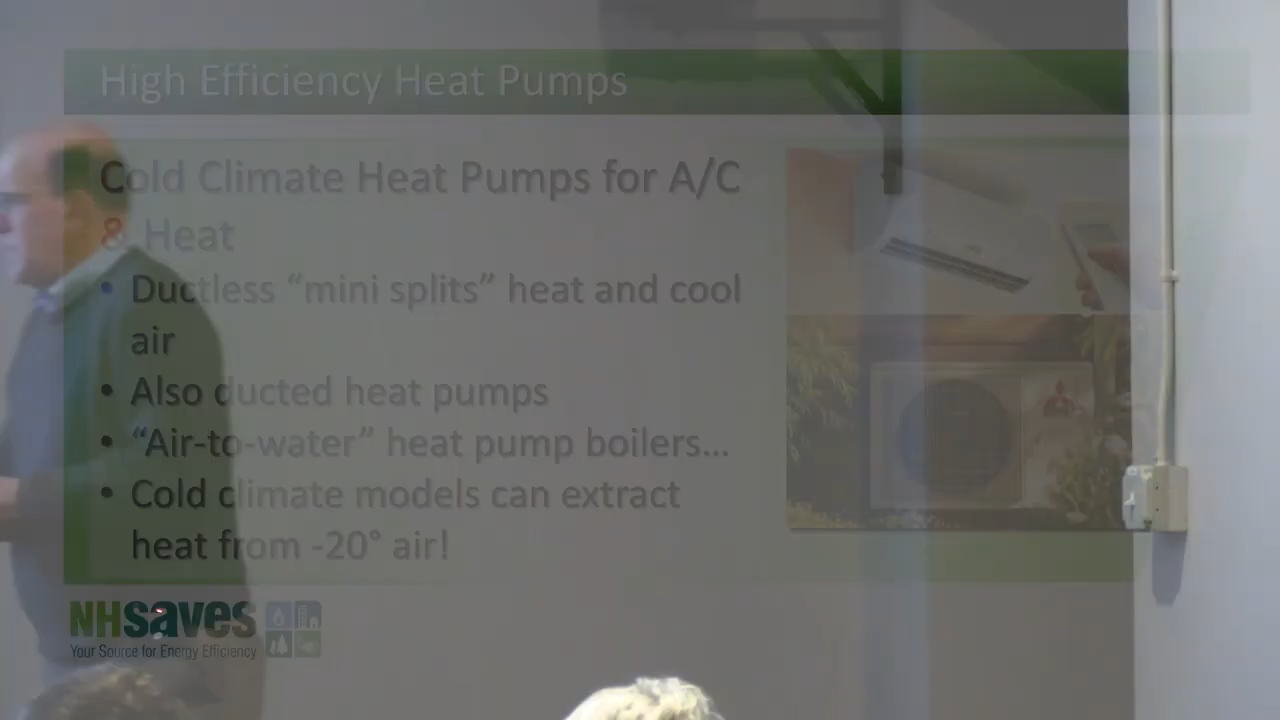 High Efficiency Heat Pumps
Cold Climate Heat Pumps for A/C
& Heat
• Ductless “mini splits” heat and cool
air
• Also ducted heat pumps
• “Air-to-water” heat pump boilers...
• Cold climate models can extract
heat from -20° air!
NHsaves
Your Source for Energy Efficiency